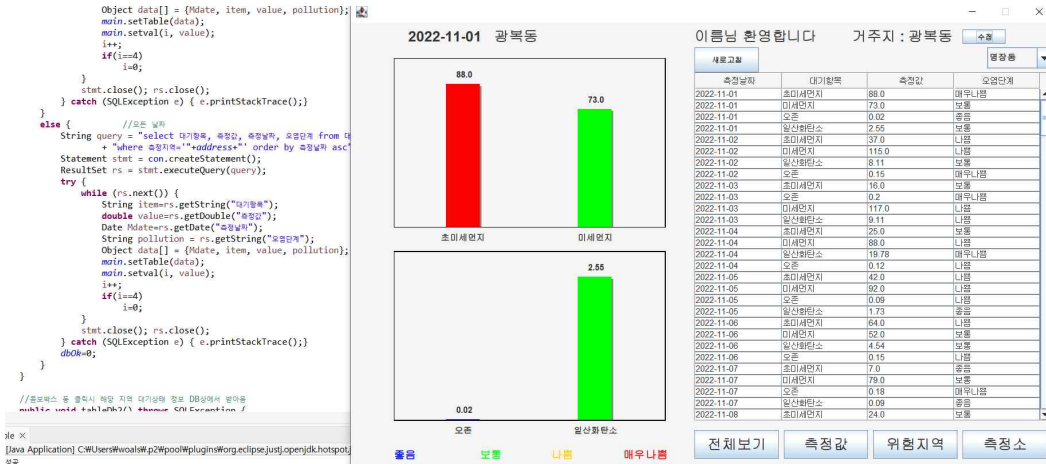 Object data[] = {Mdate, item, value, pollution};
main.setTable(data);
main.setval(i, value);
i++;
if(i==4)
i=0;
}
stmt.close(); rs.close();
} catch (SQLException e) { e.printStackTrace();}
}
else { //모든 날짜
String query = "select 대기항목, 측정값, 측정날짜, 오염단계 from 대
+ "where 측정지역='"+address+"' order by 측정날짜 asc"
Statement stmt = con.createStatement();
ResultSet rs = stmt.executeQuery(query);
try {
while (rs.next()) {
String item=rs.getString("대기항목");
double value=rs.getDouble("측정값");
Date Mdate=rs.getDate("측정날짜");
String pollution = rs.getString("오염단계");
Object data[] = {Mdate, item, value, pollution};
main.setTable(data);
main.setval(i, value);
i++;
if(i==4)
i=0;
}
stmt.close(); rs.close();
} catch (SQLException e) { e.printStackTrace();}
dbOk=0;
}
}
//콤보박스 등 클릭시 해당 지역 대기상태 정보 DB상에서 받아옴
public void tableDb2() throws SQLException {
ole ×
[Java Application] C:₩Users₩woals₩.p2₩pool₩plugins₩org.eclipse.justj.openjdk.hotspot.j
성공
2022-11-01 광복동
88.0
73.0
초미세먼지 미세먼지
2.55
0.02
오존 일산화탄소
좋음 보통 나쁨 매우나쁨
이름님 환영합니다 거주지 : 광복동 수정
새로고침 명장동
측정날짜 대기항목 측정값 오염단계
2022-11-01 초미세먼지 88.0 매우나쁨
2022-11-01 미세먼지 73.0 보통
2022-11-01 오존 0.02 좋음
2022-11-01 일산화탄소 2.55 보통
2022-11-02 초미세먼지 37.0 나쁨
2022-11-02 미세먼지 115.0 나쁨
2022-11-02 일산화탄소 8.11 보통
2022-11-02 오존 0.15 매우나쁨
2022-11-03 초미세먼지 16.0 보통
2022-11-03 오존 0.2 매우나쁨
2022-11-03 미세먼지 117.0 나쁨
2022-11-03 일산화탄소 9.11 나쁨
2022-11-04 초미세먼지 25.0 보통
2022-11-04 미세먼지 88.0 나쁨
2022-11-04 일산화탄소 19.78 매우나쁨
2022-11-04 오존 0.12 나쁨
2022-11-05 초미세먼지 42.0 나쁨
2022-11-05 미세먼지 92.0 나쁨
2022-11-05 오존 0.09 나쁨
2022-11-05 일산화탄소 1.73 좋음
2022-11-06 초미세먼지 64.0 나쁨
2022-11-06 미세먼지 52.0 보통
2022-11-06 일산화탄소 4.54 보통
2022-11-06 오존 0.15 나쁨
2022-11-07 초미세먼지 7.0 좋음
2022-11-07 미세먼지 79.0 보통
2022-11-07 오존 0.18 매우나쁨
2022-11-07 일산화탄소 0.09 좋음
2022-11-08 초미세먼지 24.0 보통
전체보기 측정값 위험지역 측정소